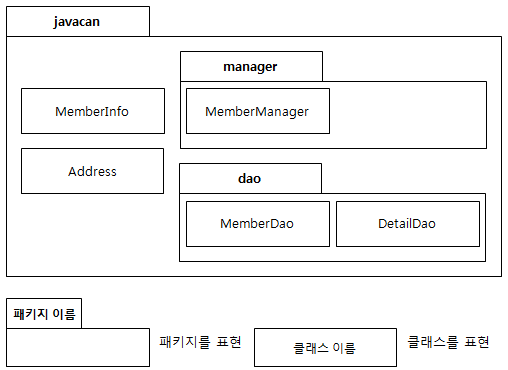 javacan
manager
MemberInfo
MemberManager
Address
dao
MemberDao
DetailDao
패키지 이름
패키지를 표현
클래스 이름
클래스를 표현